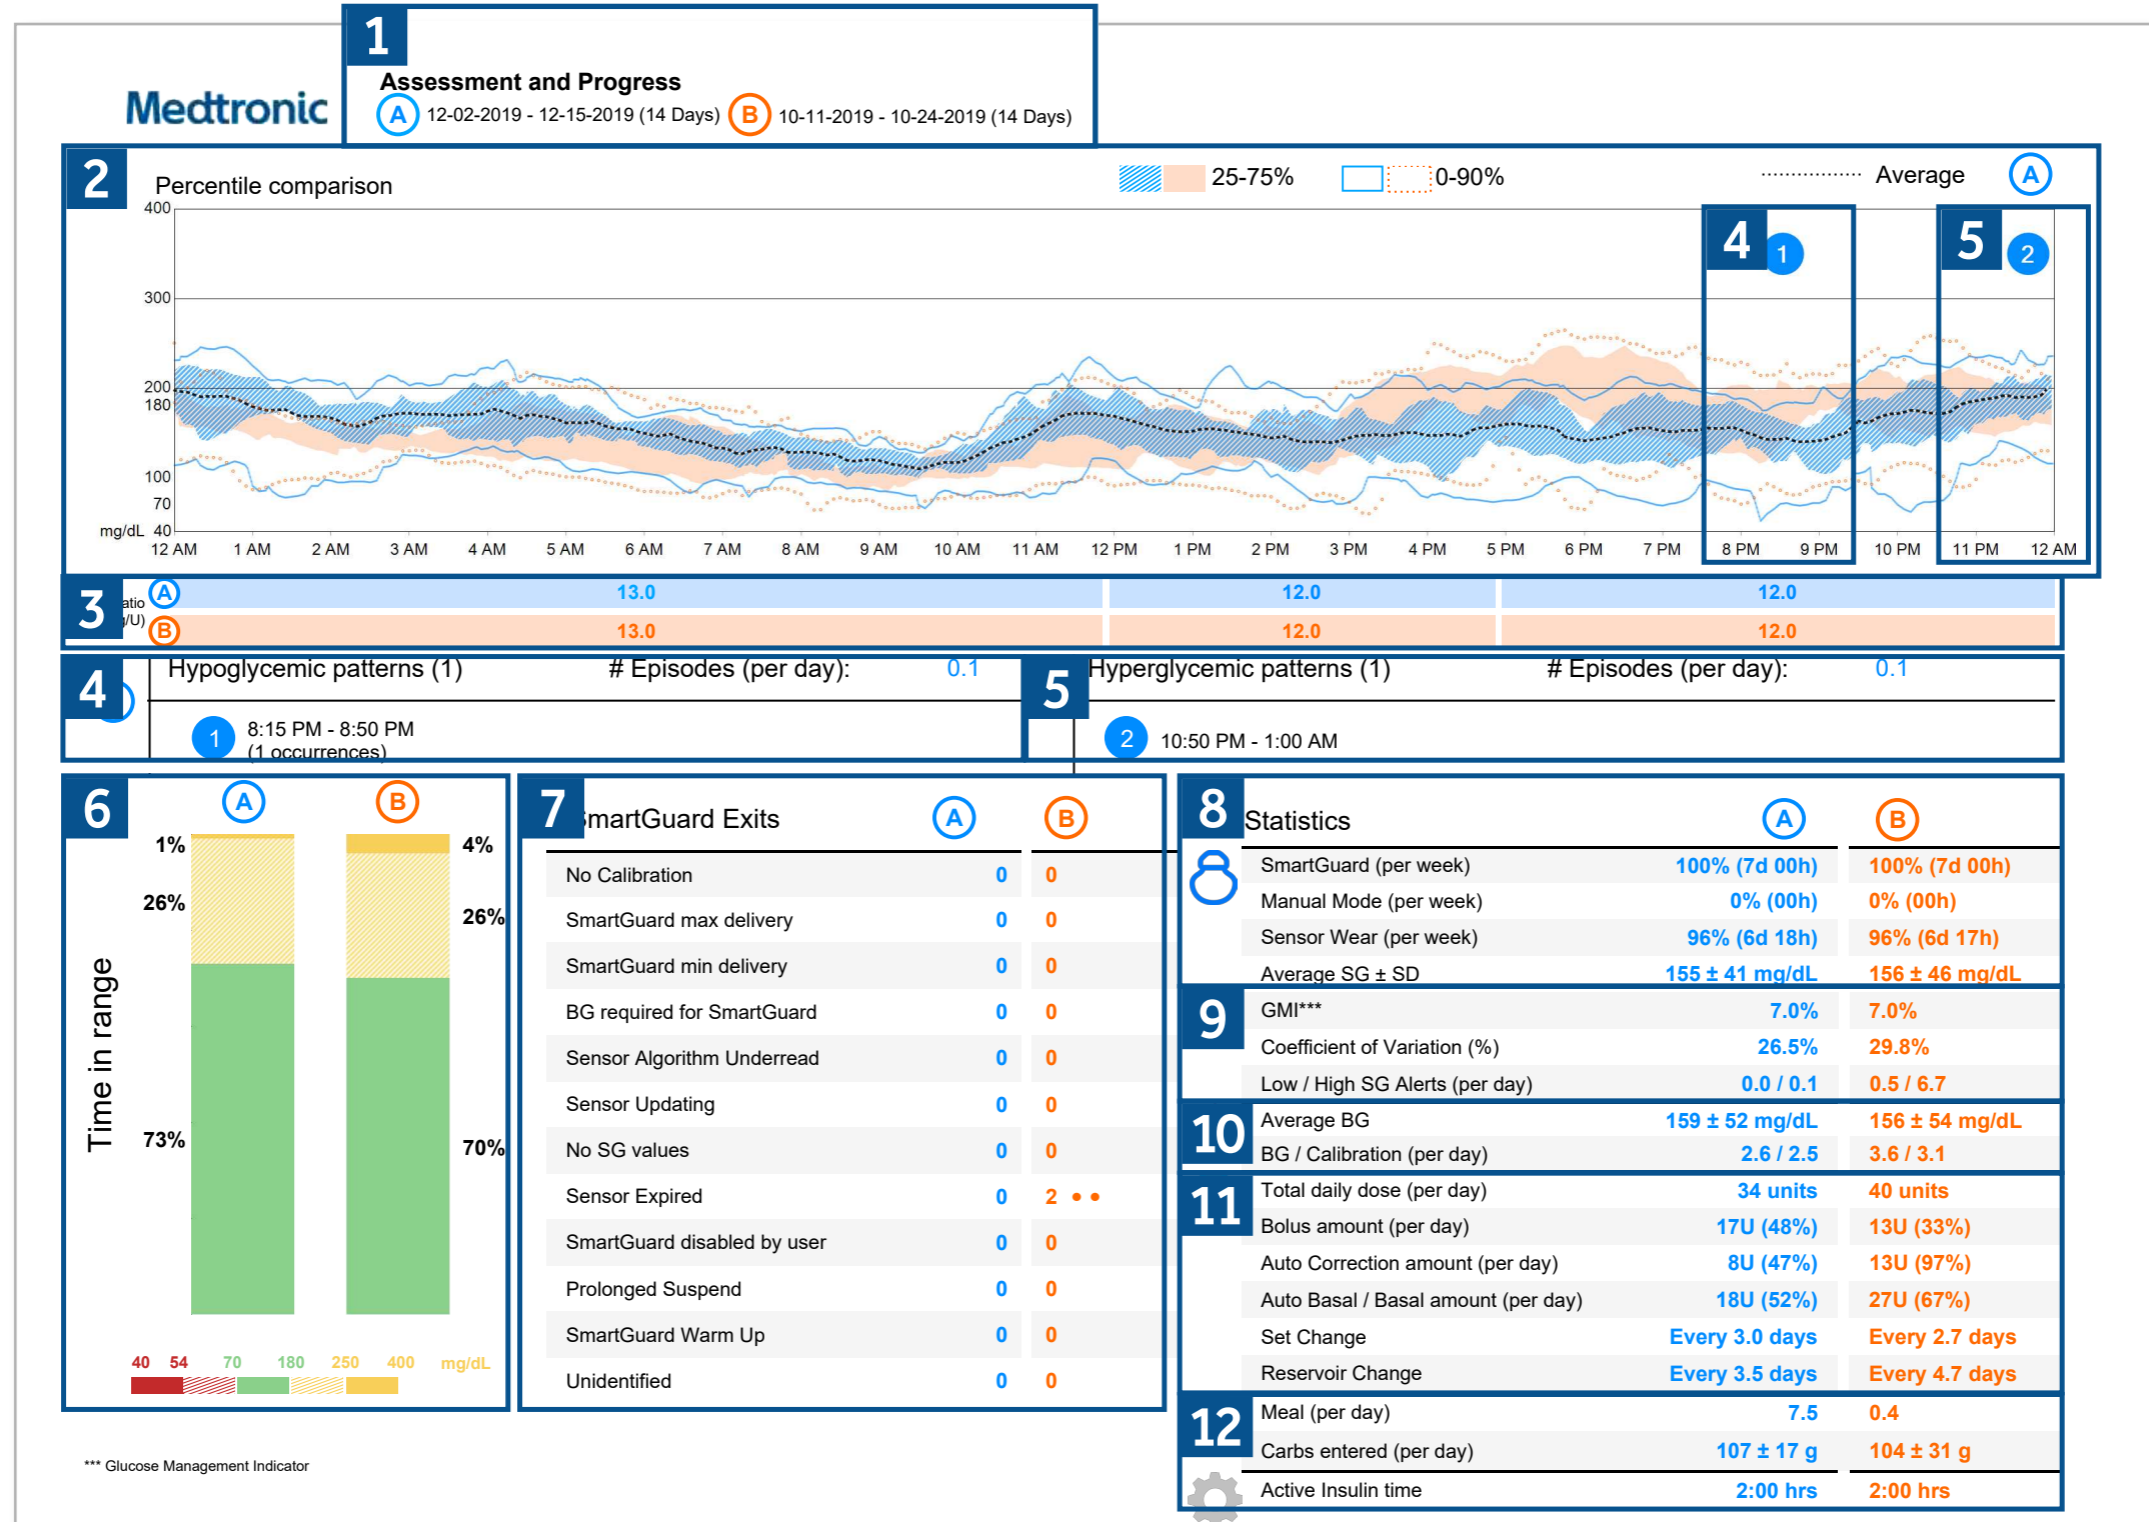 1
Assessment and Progress
Medtronic
A 12-02-2019 - 12-15-2019 (14 Days) B 10-11-2019 - 10-24-2019 (14 Days)
2
Percentile comparison
25-75% 0-90% Average A
400
300
200
180
100
70
mg/dL 40
4 1
5 2
12 AM 1 AM 2 AM 3 AM 4 AM 5 AM 6 AM 7 AM 8 AM 9 AM 10 AM 11 AM 12 PM 1 PM 2 PM 3 PM 4 PM 5 PM 6 PM 7 PM 8 PM 9 PM 10 PM 11 PM 12 AM
3
atio A 13.0 12.0 12.0
/U) B 13.0 12.0 12.0
4
Hypoglycemic patterns (1) # Episodes (per day): 0.1
1 8:15 PM - 8:50 PM
(1 occurrences)
5
Hyperglycemic patterns (1) # Episodes (per day): 0.1
2 10:50 PM - 1:00 AM
6
A B
1% 4%
26% 26%
Time in range
73% 70%
40 54 70 180 250 400 mg/dL
7
martGuard Exits A B
No Calibration 0 0
SmartGuard max delivery 0 0
SmartGuard min delivery 0 0
BG required for SmartGuard 0 0
Sensor Algorithm Underread 0 0
Sensor Updating 0 0
No SG values 0 0
Sensor Expired 0 2 ••
SmartGuard disabled by user 0 0
Prolonged Suspend 0 0
SmartGuard Warm Up 0 0
Unidentified 0 0
8
Statistics A B
SmartGuard (per week) 100% (7d 00h) 100% (7d 00h)
Manual Mode (per week) 0% (00h) 0% (00h)
Sensor Wear (per week) 96% (6d 18h) 96% (6d 17h)
Average SG ± SD 155 ± 41 mg/dL 156 ± 46 mg/dL
9
GMI*** 7.0% 7.0%
Coefficient of Variation (%) 26.5% 29.8%
Low / High SG Alerts (per day) 0.0 / 0.1 0.5 / 6.7
10
Average BG 159 ± 52 mg/dL 156 ± 54 mg/dL
BG / Calibration (per day) 2.6 / 2.5 3.6 / 3.1
11
Total daily dose (per day) 34 units 40 units
Bolus amount (per day) 17U (48%) 13U (33%)
Auto Correction amount (per day) 8U (47%) 13U (97%)
Auto Basal / Basal amount (per day) 18U (52%) 27U (67%)
Set Change Every 3.0 days Every 2.7 days
Reservoir Change Every 3.5 days Every 4.7 days
12
Meal (per day) 7.5 0.4
Carbs entered (per day) 107 ± 17 g 104 ± 31 g
Active Insulin time 2:00 hrs 2:00 hrs
*** Glucose Management Indicator